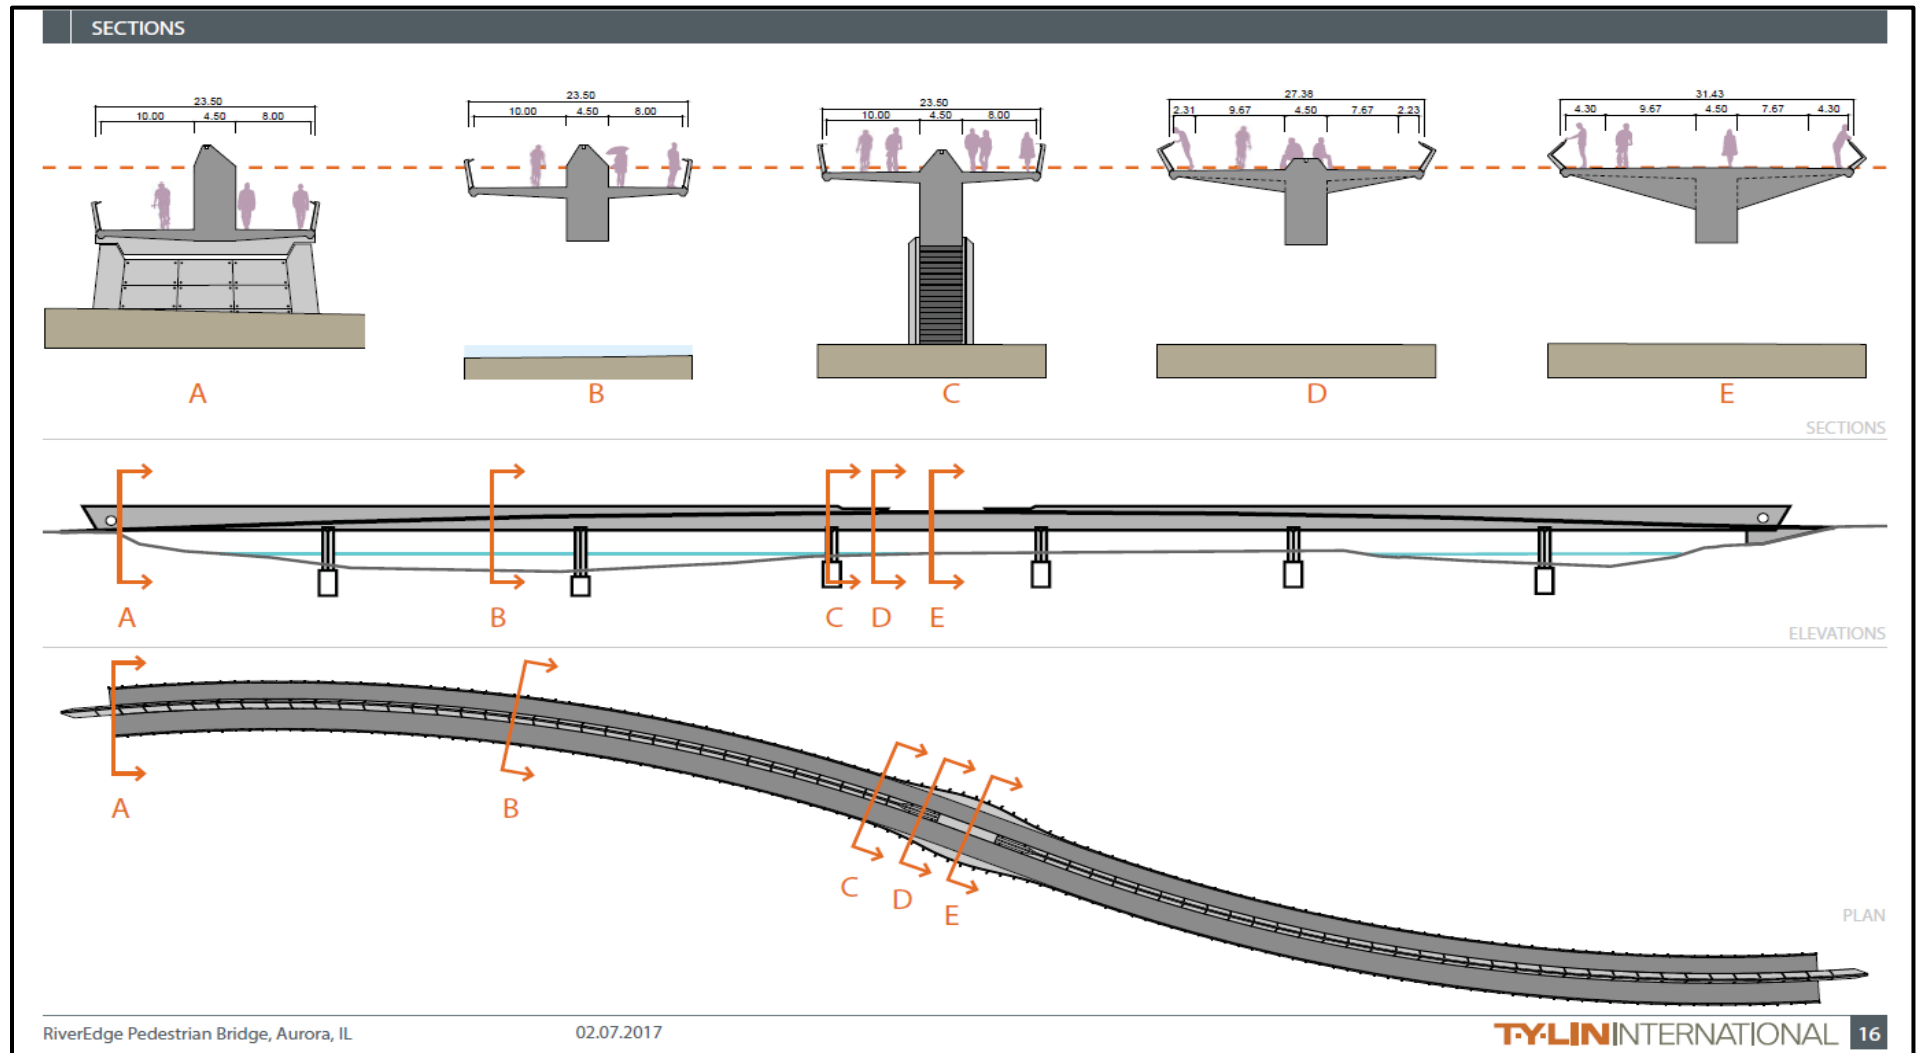 SECTIONS
23.50
10.00 4.50 8.00
23.50
10.00 4.50 8.00
23.50
10.00 4.50 8.00
27.38
2.31 9.67 4.50 7.67 2.23
31.43
4.30 9.67 4.50 7.67 4.30
A B C D E
SECTIONS
A B C D E
ELEVATIONS
A B C D E
PLAN
RiverEdge Pedestrian Bridge, Aurora, IL 02.07.2017 T·Y·LININTERNATIONAL 16